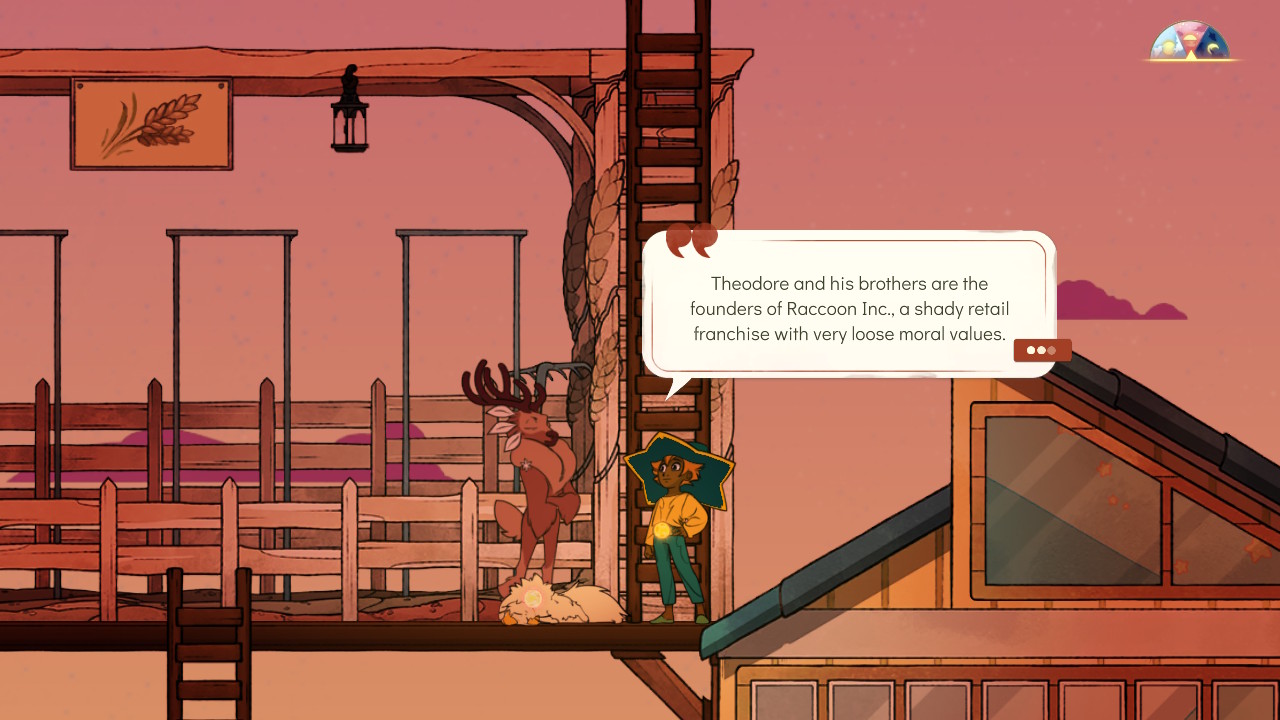 Theodore and his brothers are the
founders of Raccoon Inc., a shady retail
franchise with very loose moral values.